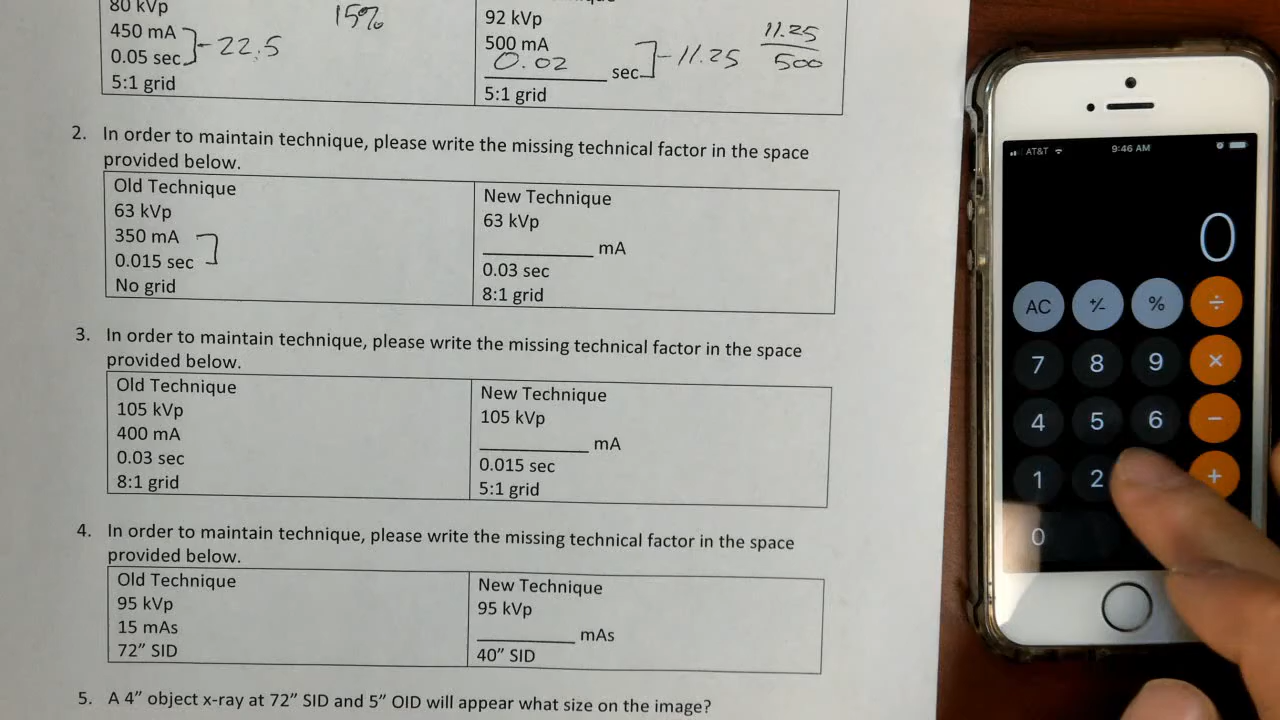 80 kVp
450 mA
0.05 sec
5:1 grid
- 22.5
15%
92 kVp
500 mA
0.02 sec
5:1 grid
- 11.25
11.25
500
2. In order to maintain technique, please write the missing technical factor in the space
provided below.
Old Technique
63 kVp
350 mA
0.015 sec
No grid
New Technique
63 kVp
__________ mA
0.03 sec
8:1 grid
3. In order to maintain technique, please write the missing technical factor in the space
provided below.
Old Technique
105 kVp
400 mA
0.03 sec
8:1 grid
New Technique
105 kVp
__________ mA
0.015 sec
5:1 grid
4. In order to maintain technique, please write the missing technical factor in the space
provided below.
Old Technique
95 kVp
15 mAs
72” SID
New Technique
95 kVp
__________ mAs
40” SID
5. A 4” object x-ray at 72” SID and 5” OID will appear what size on the image?
AT&T 9:46 AM
0
AC +/- % ÷
7 8 9 ×
4 5 6 −
1 2 +
0